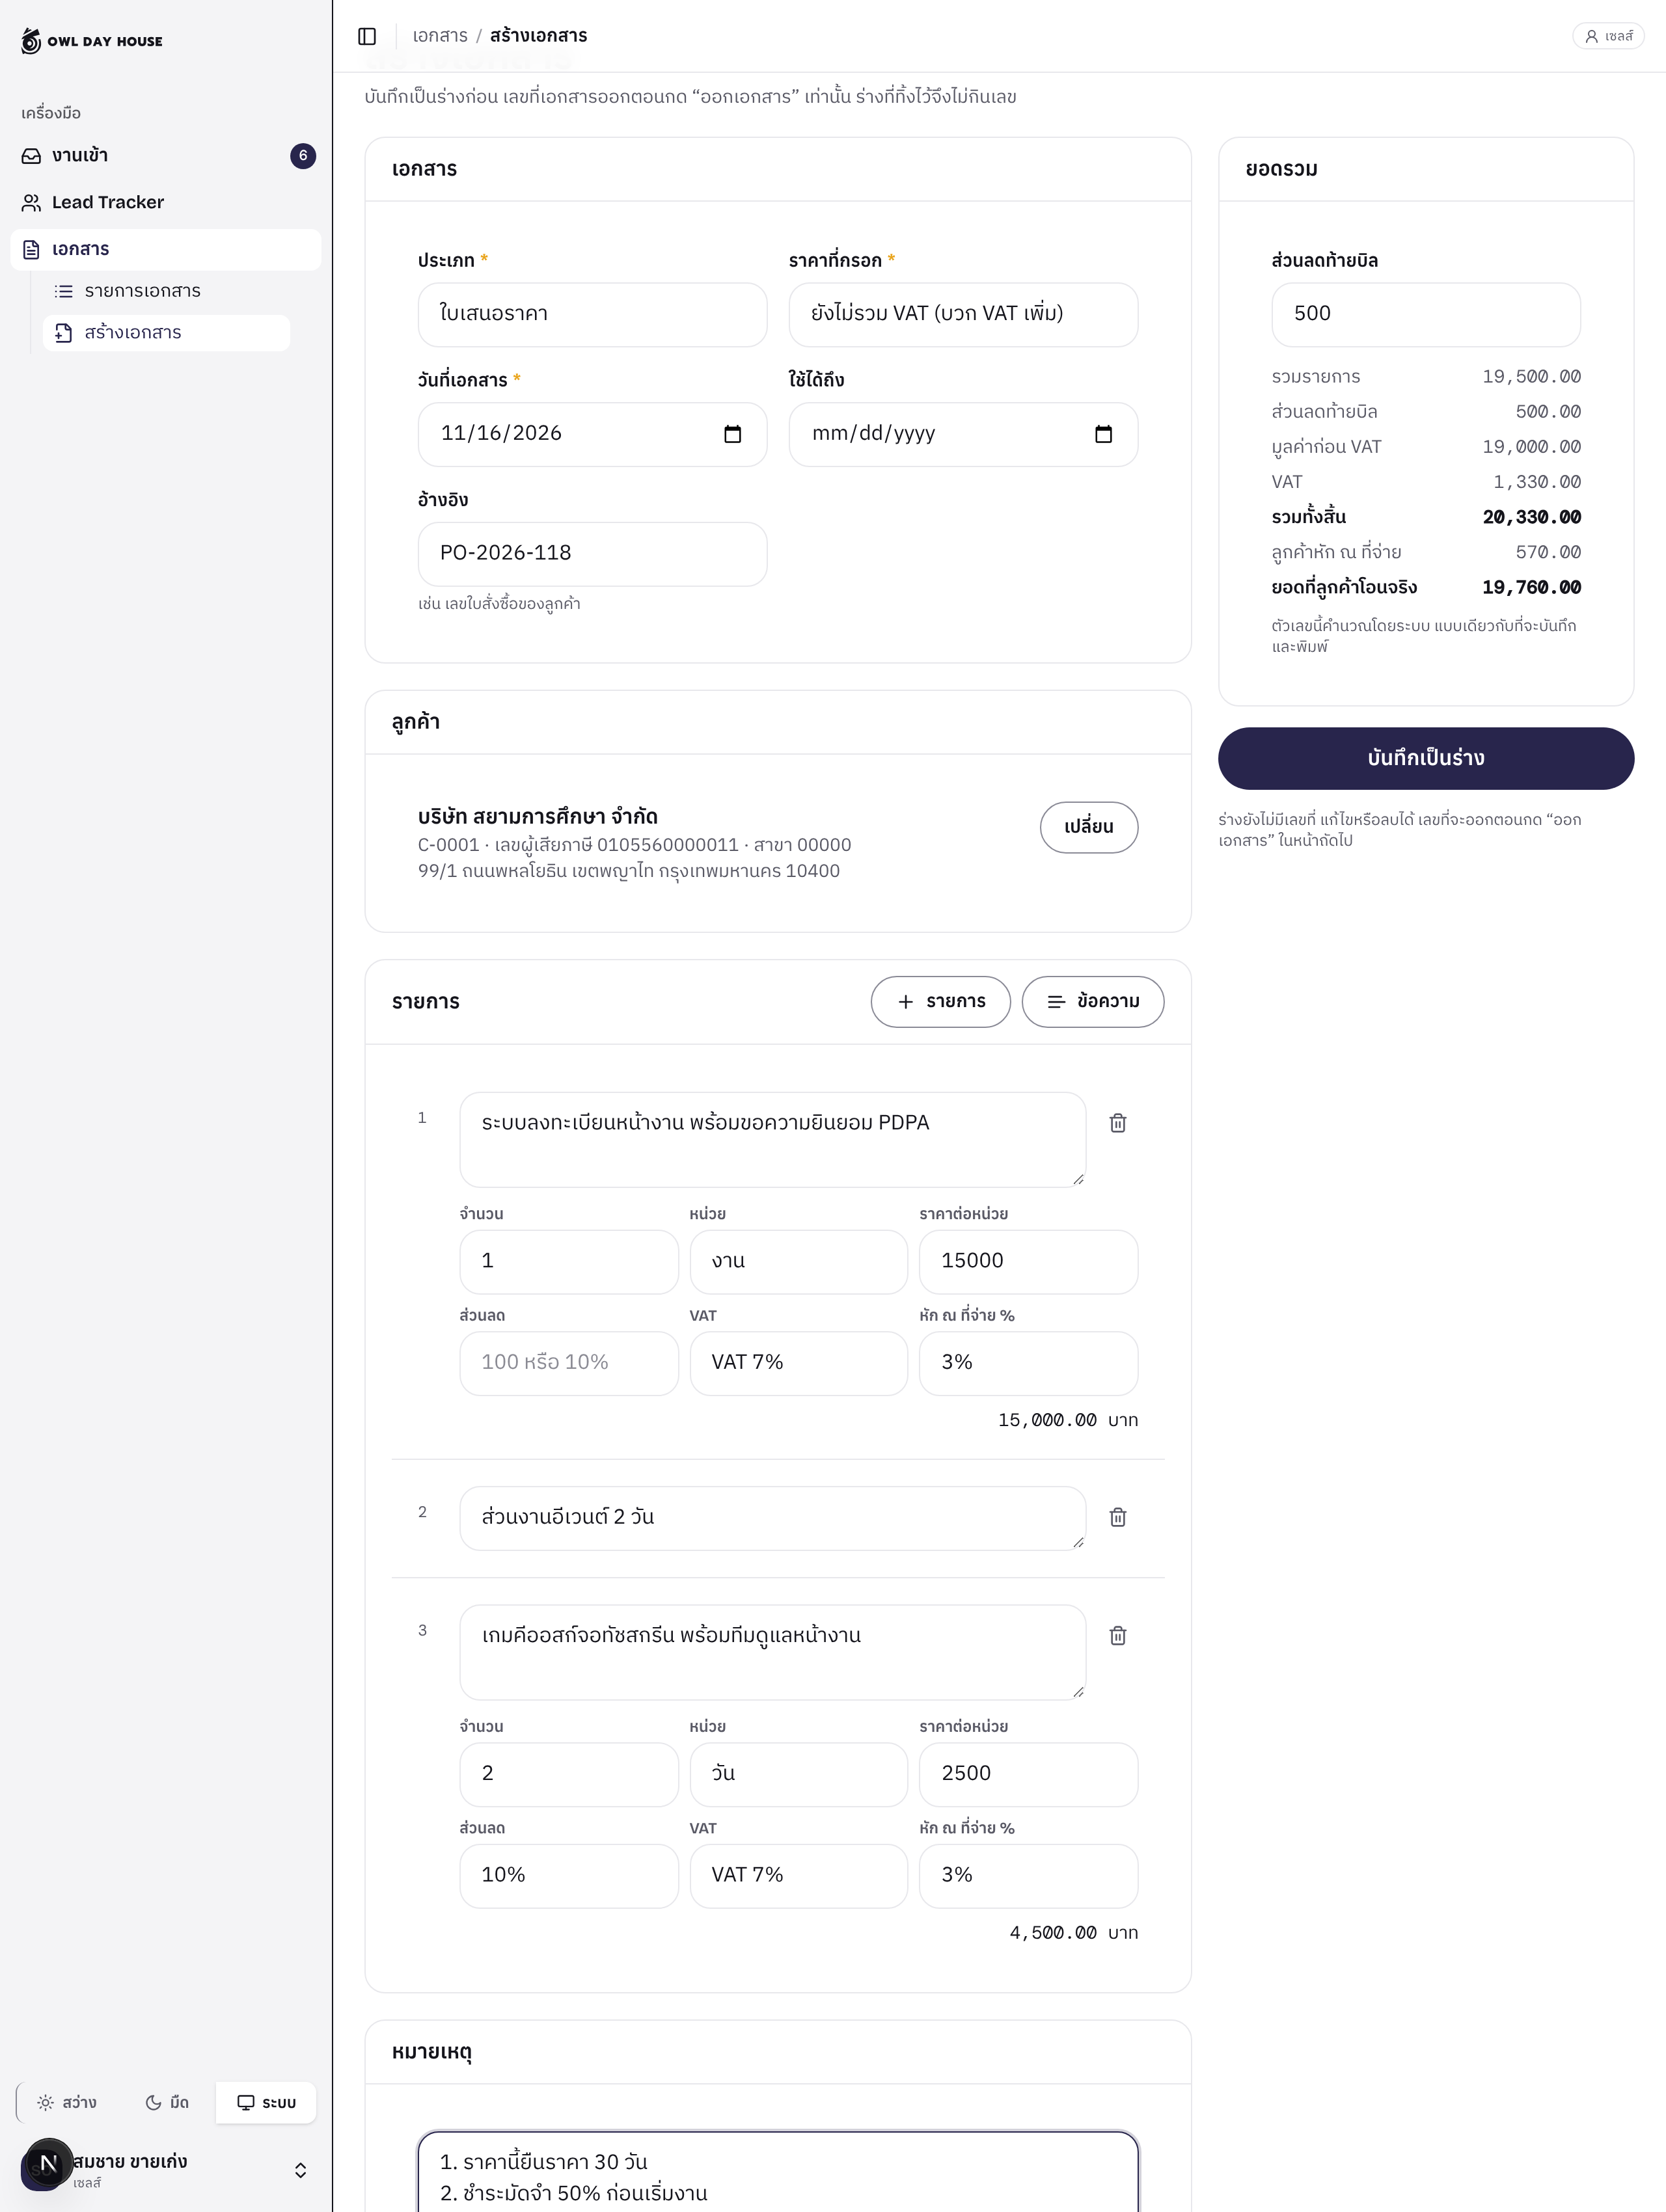 OWL DAY HOUSE
เครื่องมือ
งานเข้า 6
Lead Tracker
เอกสาร
รายการเอกสาร
สร้างเอกสาร
เอกสาร / สร้างเอกสาร
เซลส์
บันทึกเป็นร่างก่อน เลขที่เอกสารออกตอนกด “ออกเอกสาร” เท่านั้น ร่างที่ทิ้งไว้จึงไม่กินเลข
เอกสาร
ประเภท *
ใบเสนอราคา
ราคาที่กรอก *
ยังไม่รวม VAT (บวก VAT เพิ่ม)
วันที่เอกสาร *
11/16/2026
ใช้ได้ถึง
mm/dd/yyyy
อ้างอิง
PO-2026-118
เช่น เลขใบสั่งซื้อของลูกค้า
ลูกค้า
บริษัท สยามการศึกษา จำกัด
C-0001 · เลขผู้เสียภาษี 0105560000011 · สาขา 00000
99/1 ถนนพหลโยธิน เขตพญาไท กรุงเทพมหานคร 10400
เปลี่ยน
รายการ
รายการ
ข้อความ
1
ระบบลงทะเบียนหน้างาน พร้อมขอความยินยอม PDPA
จำนวน
1
หน่วย
งาน
ราคาต่อหน่วย
15000
ส่วนลด
100 หรือ 10%
VAT
VAT 7%
หัก ณ ที่จ่าย %
3%
15,000.00 บาท
2
ส่วนงานอีเวนต์ 2 วัน
3
เกมคีออสก์จอทัชสกรีน พร้อมทีมดูแลหน้างาน
จำนวน
2
หน่วย
วัน
ราคาต่อหน่วย
2500
ส่วนลด
10%
VAT
VAT 7%
หัก ณ ที่จ่าย %
3%
4,500.00 บาท
หมายเหตุ
1. ราคานี้ยืนราคา 30 วัน
2. ชำระมัดจำ 50% ก่อนเริ่มงาน
ยอดรวม
ส่วนลดท้ายบิล
500
รวมรายการ 19,500.00
ส่วนลดท้ายบิล 500.00
มูลค่าก่อน VAT 19,000.00
VAT 1,330.00
รวมทั้งสิ้น 20,330.00
ลูกค้าหัก ณ ที่จ่าย 570.00
ยอดที่ลูกค้าโอนจริง 19,760.00
ตัวเลขนี้คำนวณโดยระบบ แบบเดียวกับที่จะบันทึก
และพิมพ์
บันทึกเป็นร่าง
ร่างยังไม่มีเลขที่ แก้ไขหรือลบได้ เลขที่จะออกตอนกด “ออก
เอกสาร” ในหน้าถัดไป
สว่าง
มืด
ระบบ
N
สมชาย ขายเก่ง
เซลส์